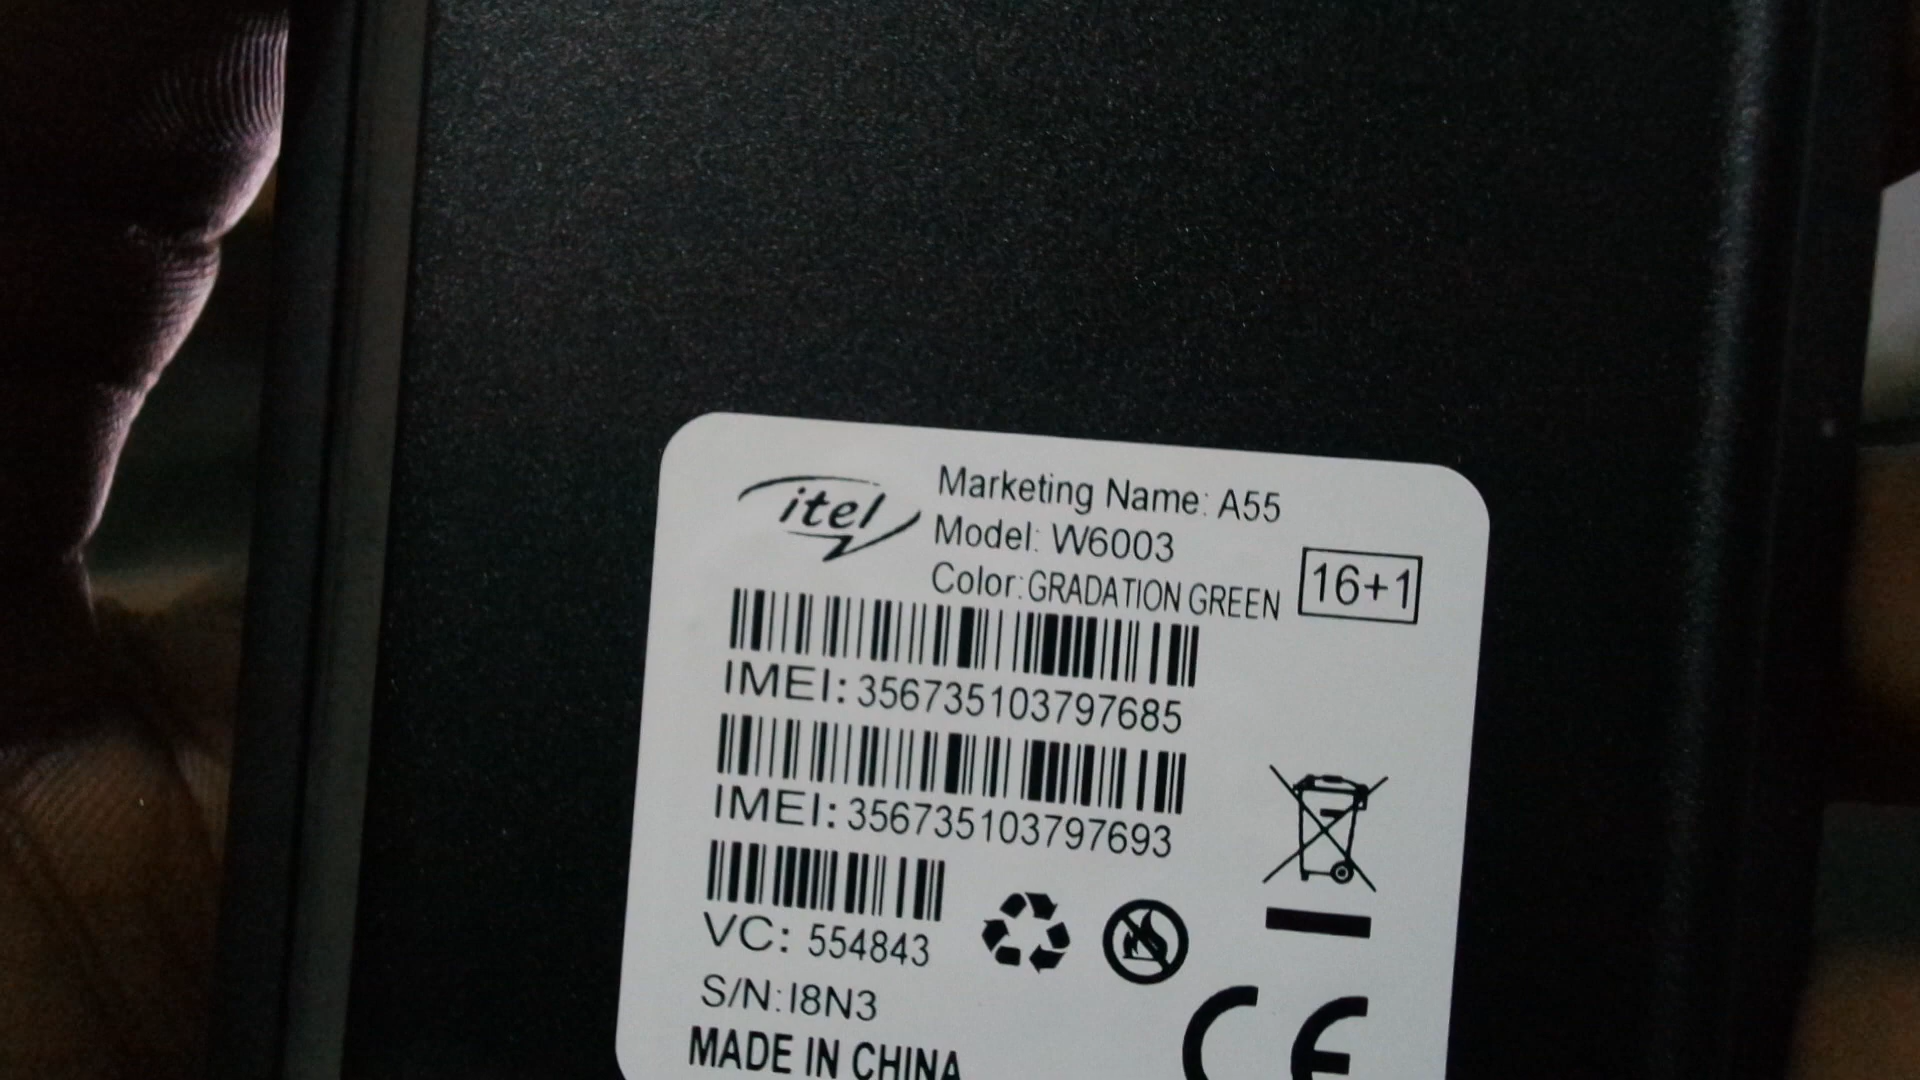 itel
Marketing Name: A55
Model: W6003
Color:GRADATION GREEN
16+1
IMEI: 356735103797685
IMEI: 356735103797693
VC: 554843
S/N:I8N3
MADE IN CHINA
CE